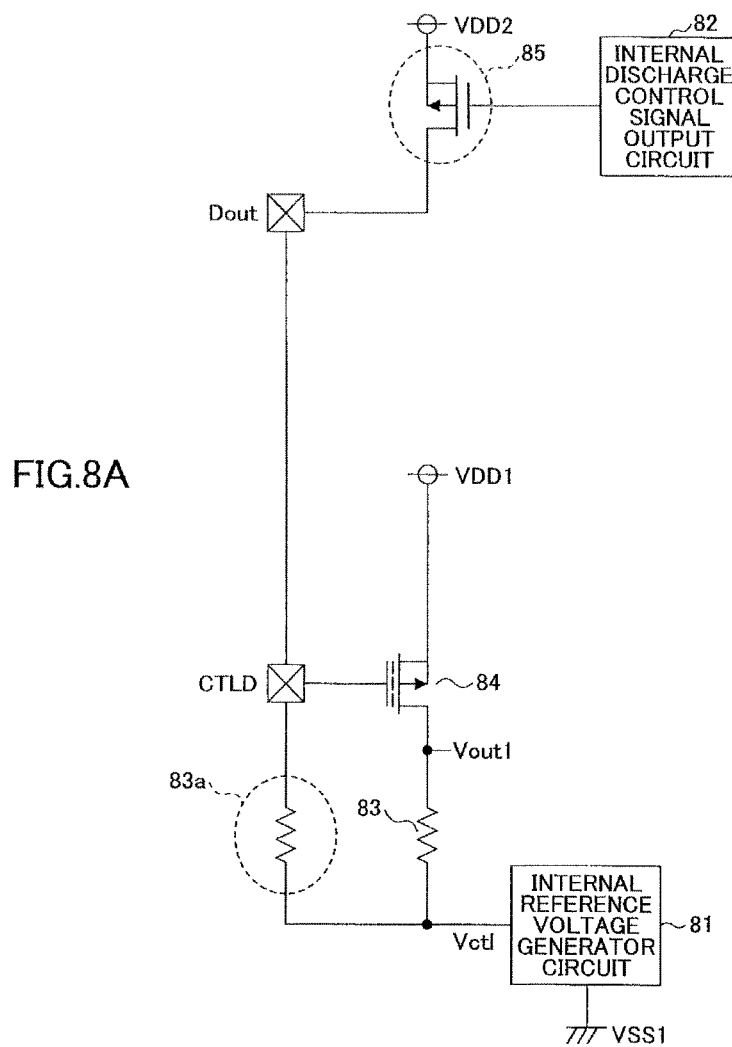 VDD2
85
82
INTERNAL
DISCHARGE
CONTROL
SIGNAL
OUTPUT
CIRCUIT
Dout
FIG.8A
VDD1
CTLD
84
Vout1
83a
83
INTERNAL
REFERENCE
VOLTAGE
GENERATOR
CIRCUIT
81
Vctl
VSS1